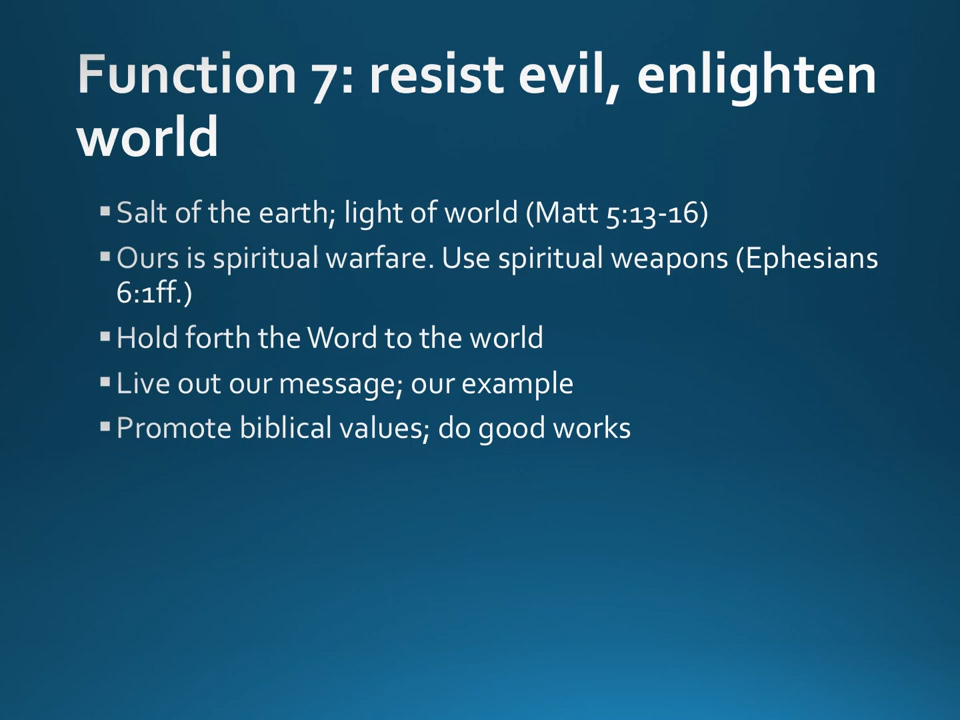 Function 7: resist evil, enlighten
world
▪ Salt of the earth; light of world (Matt 5:13-16)
▪ Ours is spiritual warfare. Use spiritual weapons (Ephesians
6:1ff.)
▪ Hold forth the Word to the world
▪ Live out our message; our example
▪ Promote biblical values; do good works